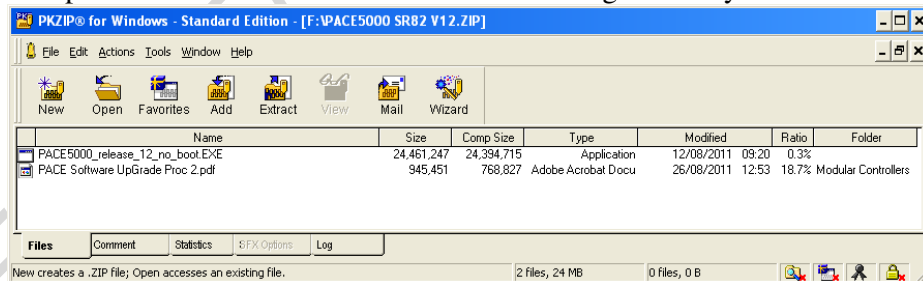 PKZIP® for Windows - Standard Edition - [F:\PACE5000 SR82 V12.ZIP]
File Edit Actions Tools Window Help
New Open Favorites Add Extract View Mail Wizard
Name Size Comp Size Type Modified Ratio Folder
PACE5000_release_12_no_boot.EXE 24,461,247 24,394,715 Application 12/08/2011 09:20 0.3%
PACE Software UpGrade Proc 2.pdf 945,451 768,827 Adobe Acrobat Docu 26/08/2011 12:53 18.7% Modular Controllers
Files Comment Statistics SFX Options Log
New creates a .ZIP file; Open accesses an existing file. 2 files, 24 MB 0 files, 0 B